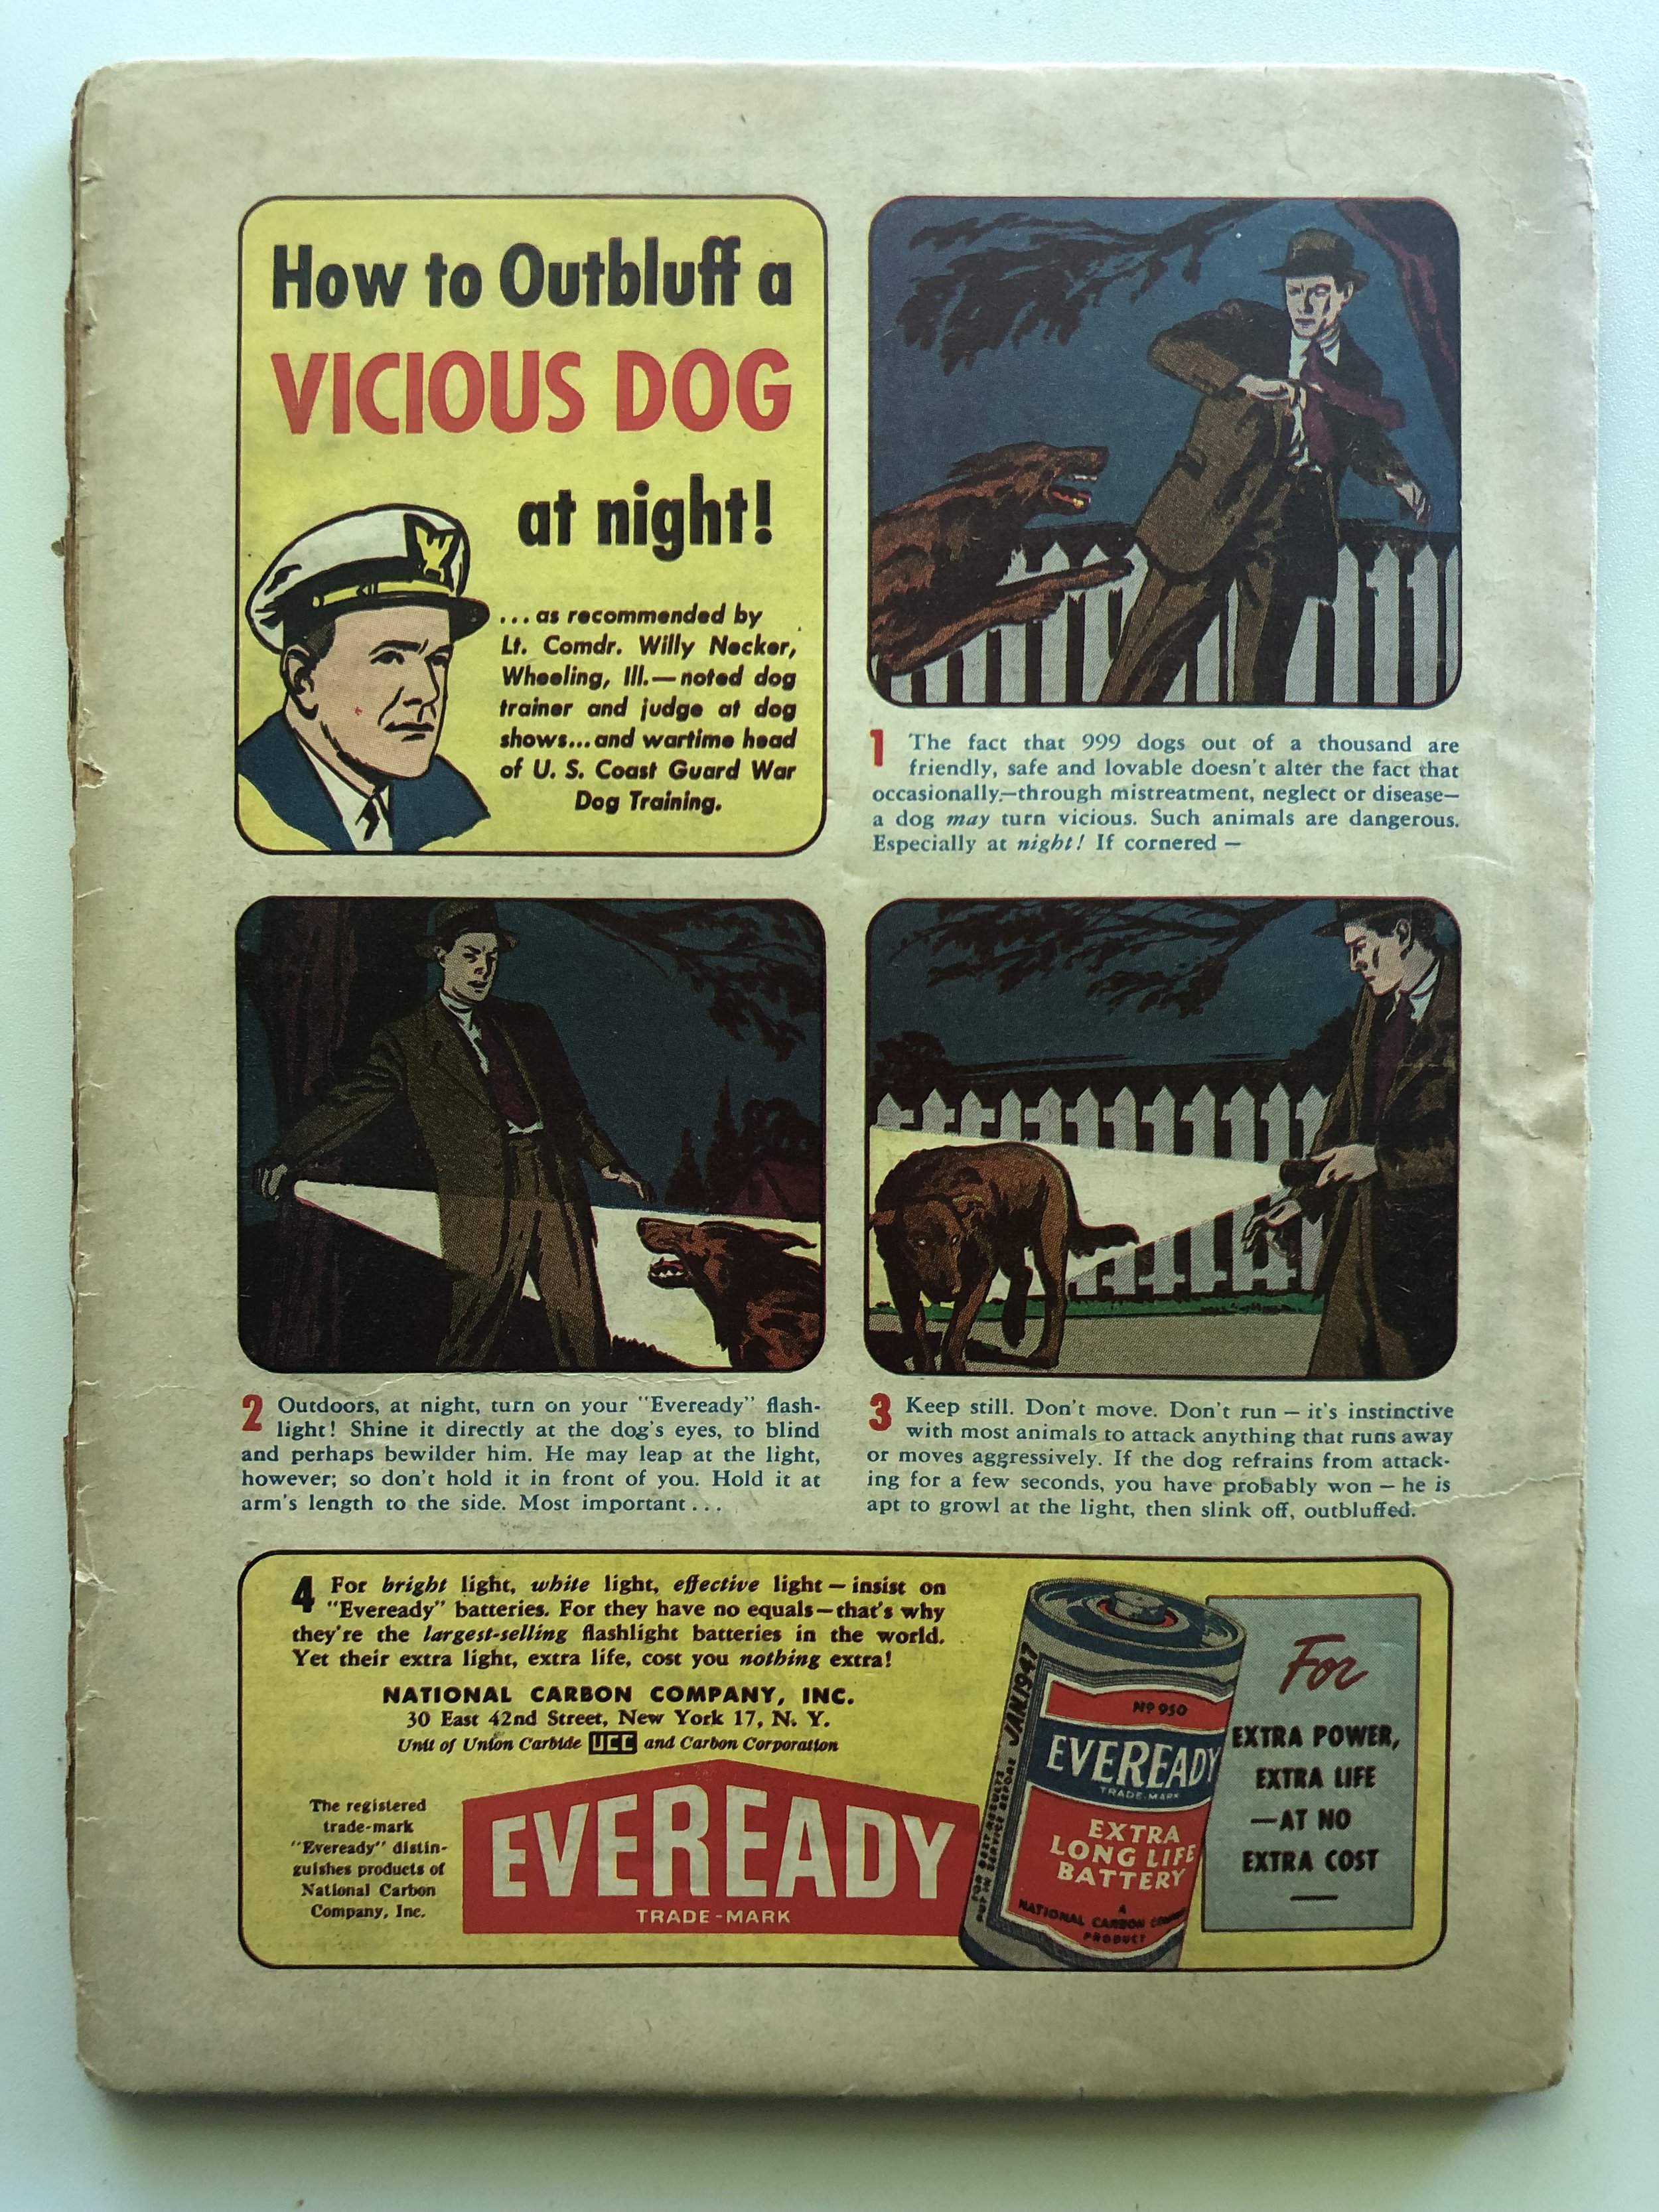 How to Outbluff a
VICIOUS DOG
at night!
...as recommended by
Lt. Comdr. Willy Necker,
Wheeling, Ill.—noted dog
trainer and judge at dog
shows...and wartime head
of U. S. Coast Guard War
Dog Training.
1 The fact that 999 dogs out of a thousand are
friendly, safe and lovable doesn't alter the fact that
occasionally—through mistreatment, neglect or disease—
a dog may turn vicious. Such animals are dangerous.
Especially at night! If cornered —
2 Outdoors, at night, turn on your "Eveready" flash-
light! Shine it directly at the dog's eyes, to blind
and perhaps bewilder him. He may leap at the light,
however; so don't hold it in front of you. Hold it at
arm's length to the side. Most important...
3 Keep still. Don't move. Don't run — it's instinctive
with most animals to attack anything that runs away
or moves aggressively. If the dog refrains from attack-
ing for a few seconds, you have probably won — he is
apt to growl at the light, then slink off, outbluffed.
4 For bright light, white light, effective light—insist on
"Eveready" batteries. For they have no equals—that's why
they're the largest-selling flashlight batteries in the world.
Yet their extra light, extra life, cost you nothing extra!
NATIONAL CARBON COMPANY, INC.
30 East 42nd Street, New York 17, N. Y.
Unit of Union Carbide UCC and Carbon Corporation
The registered
trade-mark
"Eveready" distin-
guishes products of
National Carbon
Company, Inc.
EVEREADY
TRADE-MARK
FOR BEST RESULTS
PUT IN SERVICE BEFORE
JAN. 1947
No 950
EVEREADY
TRADE-MARK
EXTRA
LONG LIFE
BATTERY
A
NATIONAL CARBON COMPANY
PRODUCT
For
EXTRA POWER,
EXTRA LIFE
—AT NO
EXTRA COST